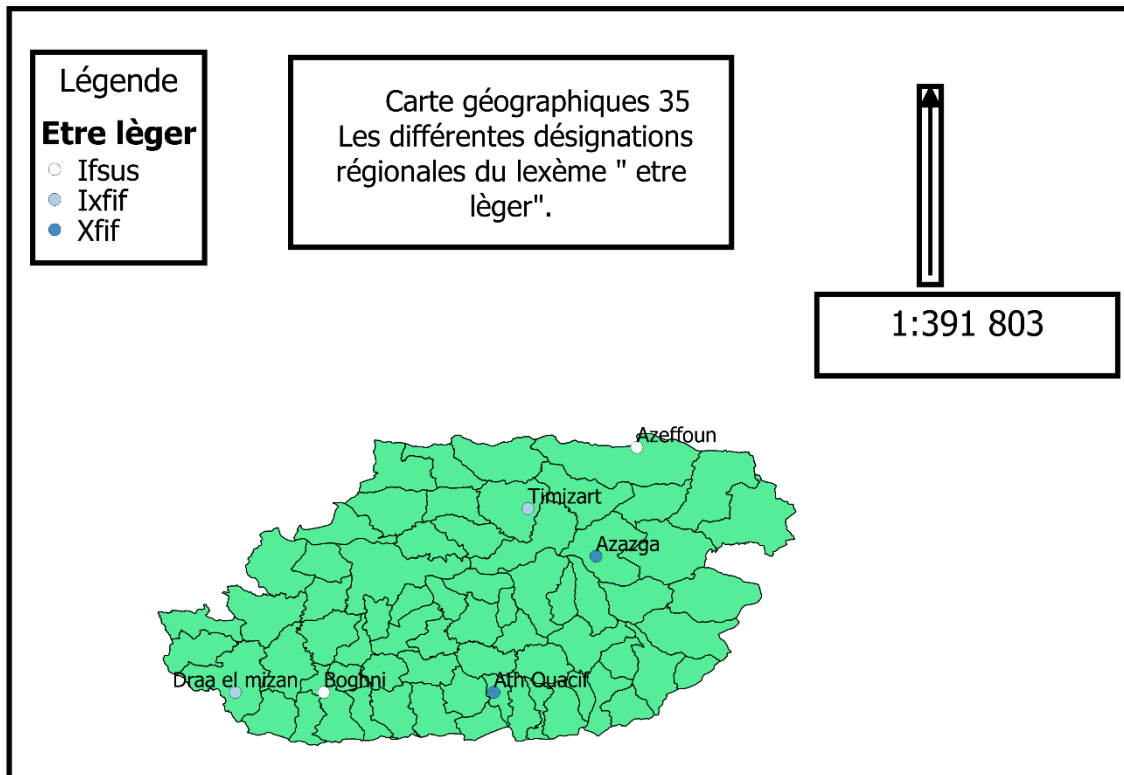 Légende
Etre lèger
Ifsus
Ixfif
Xfif
Carte géographiques 35
Les différentes désignations
régionales du lexème " etre
lèger".
1:391 803
Azeffoun
Timizart
Azazga
Draa el mizan
Boghni
Ath Ouacif